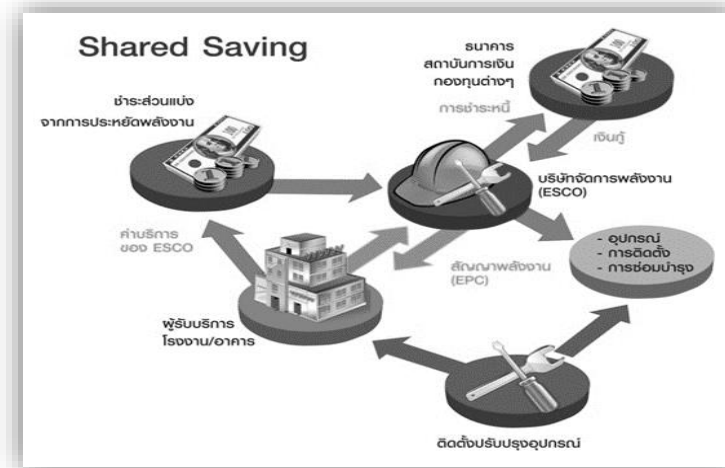 Shared Saving
ธนาคาร
สถาบันการเงิน
กองทุนต่างๆ
ชำระส่วนแบ่ง
จากการประหยัดพลังงาน
การชำระหนี้
เงินกู้
บริษัทจัดการพลังงาน
(ESCO)
ค่าบริการ
ของ ESCO
สัญญาพลังงาน
(EPC)
- อุปกรณ์
- การติดตั้ง
- การซ่อมบำรุง
ผู้รับบริการ
โรงงาน/อาคาร
ติดตั้งปรับปรุงอุปกรณ์